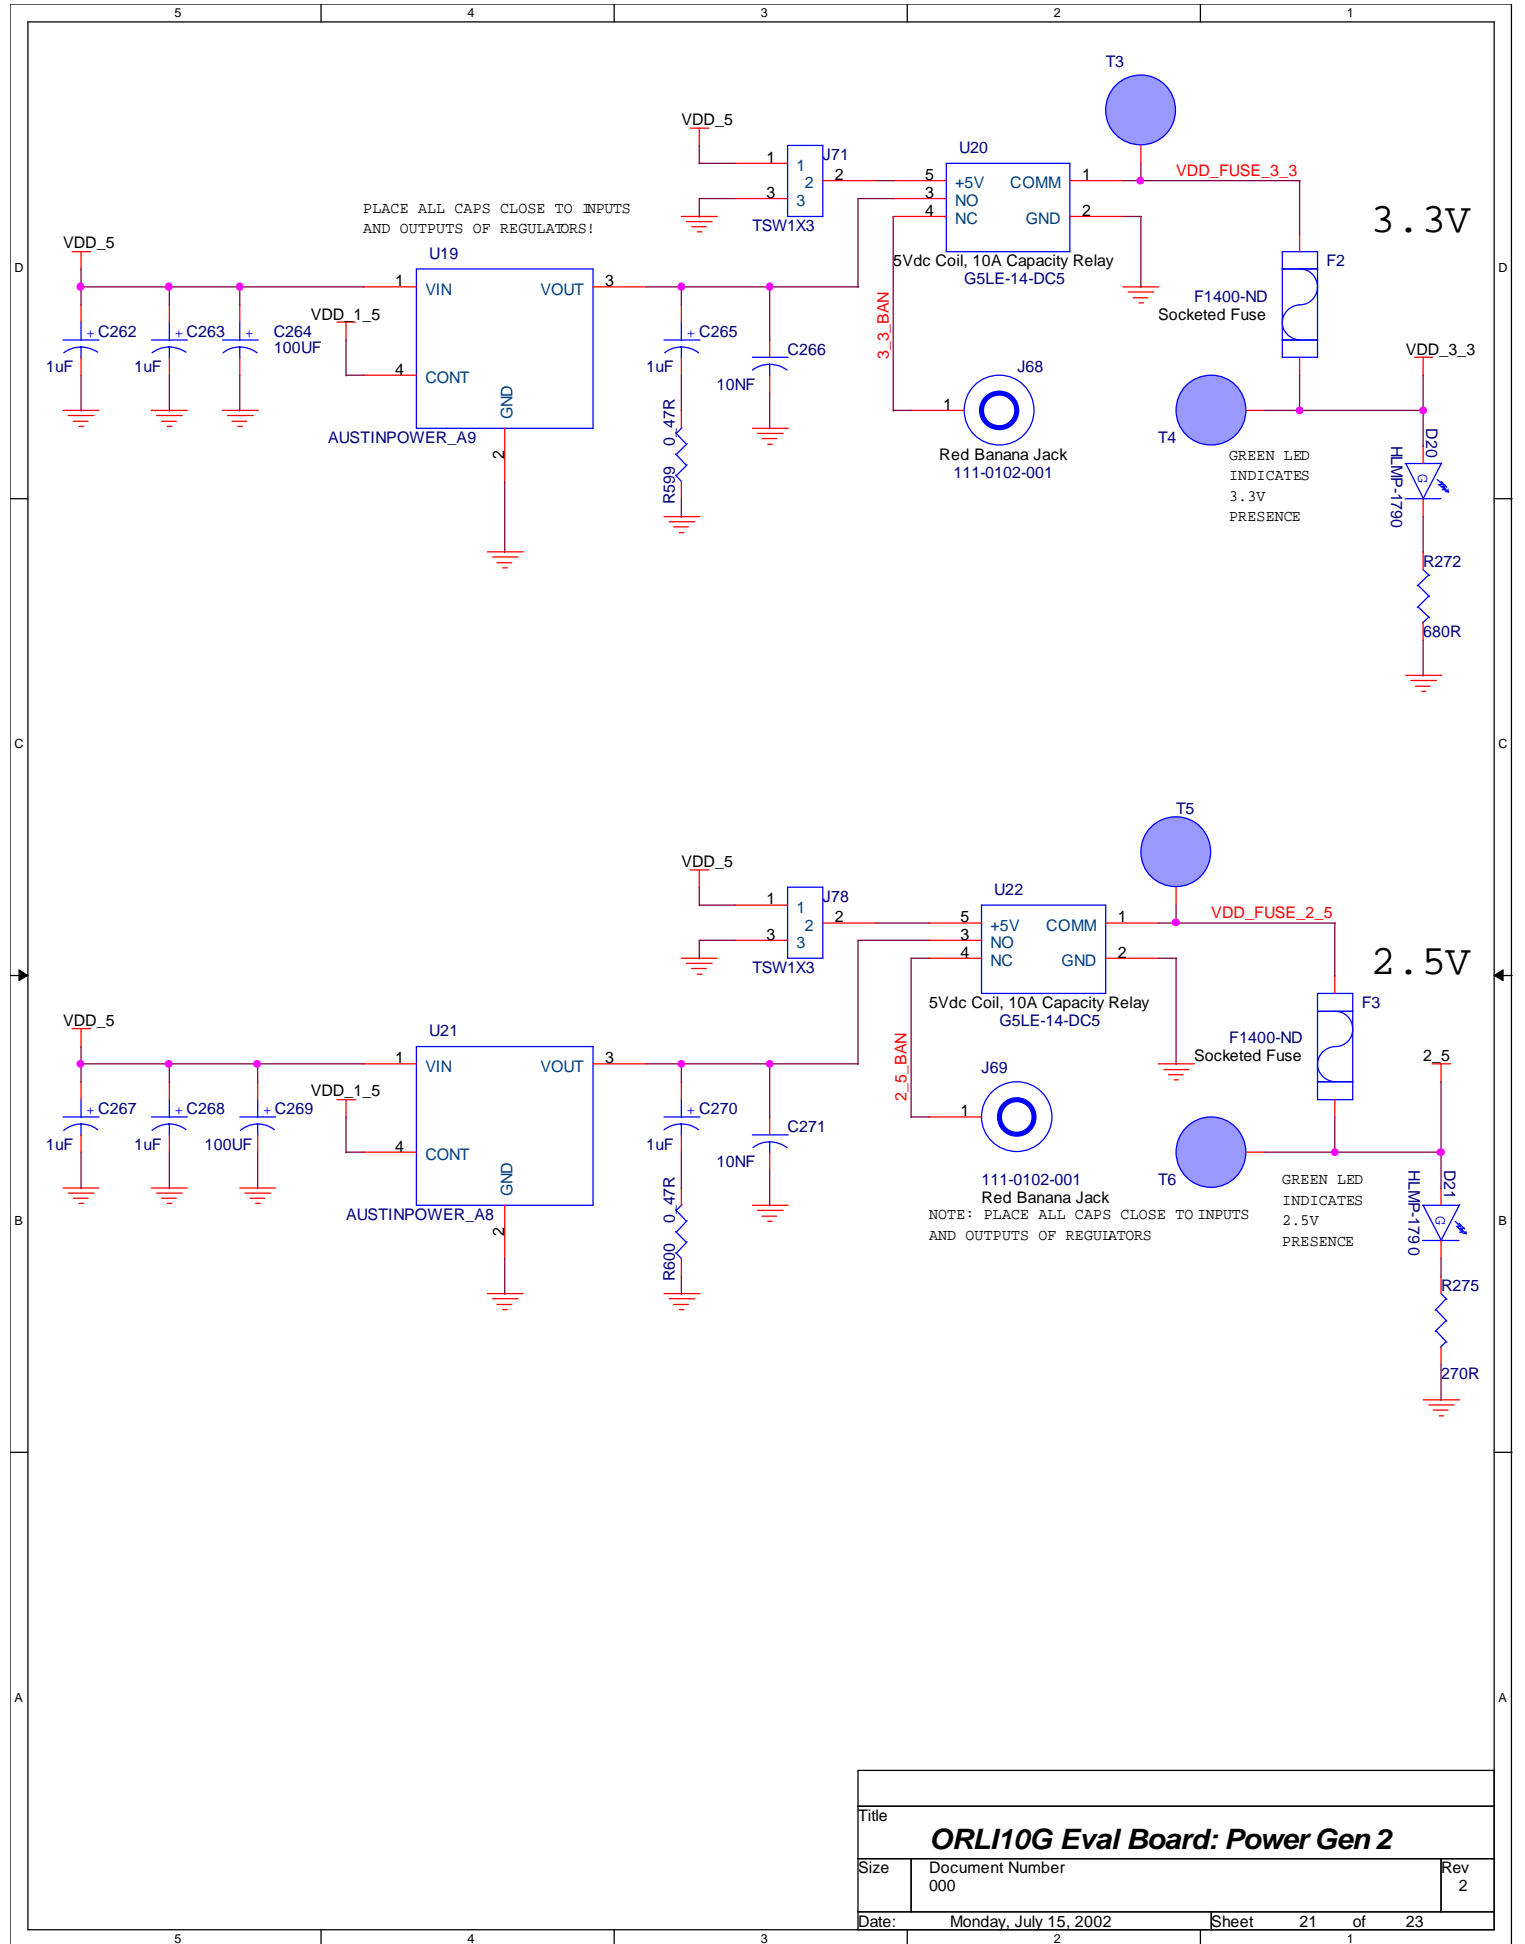 5 4 3 2 1
T3
VDD_5
J71
1 1
2 2
3 3
TSW1X3
U20
5 +5V COMM 1
3 NO
4 NC GND 2
VDD_FUSE_3_3
3.3V
5Vdc Coil, 10A Capacity Relay
G5LE-14-DC5
PLACE ALL CAPS CLOSE TO INPUTS
AND OUTPUTS OF REGULATORS!
D D
VDD_5
U19
1 VIN VOUT 3
VDD_1_5
4 CONT
GND
2
AUSTINPOWER_A9
+ C262
1uF
+ C263
1uF
+ C264
100UF
+ C265
1uF
C266
10NF
R599 0_47R
3_3_BAN
J68
1
Red Banana Jack
111-0102-001
F2
F1400-ND
Socketed Fuse
VDD_3_3
T4
GREEN LED
INDICATES
3.3V
PRESENCE
D20
HLMP-1790
G
R272
680R
C C
T5
VDD_5
J78
1 1
2 2
3 3
TSW1X3
U22
5 +5V COMM 1
3 NO
4 NC GND 2
VDD_FUSE_2_5
2.5V
5Vdc Coil, 10A Capacity Relay
G5LE-14-DC5
VDD_5
U21
1 VIN VOUT 3
VDD_1_5
4 CONT
GND
2
AUSTINPOWER_A8
+ C267
1uF
+ C268
1uF
+ C269
100UF
+ C270
1uF
C271
10NF
R600 0_47R
2_5_BAN
J69
1
111-0102-001
Red Banana Jack
NOTE: PLACE ALL CAPS CLOSE TO INPUTS
AND OUTPUTS OF REGULATORS
F3
F1400-ND
Socketed Fuse
2_5
T6
GREEN LED
INDICATES
2.5V
PRESENCE
D21
HLMP-1790
G
R275
270R
B B
A A
Title
ORLI10G Eval Board: Power Gen 2
Size Document Number Rev
000 2
Date: Monday, July 15, 2002 Sheet 21 of 23
5 4 3 2 1